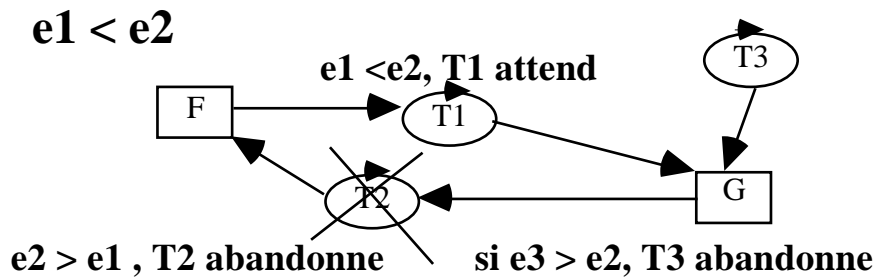 e1 < e2
T3
e1 <e2, T1 attend
F
T1
G
T2
e2 > e1 , T2 abandonne
si e3 > e2, T3 abandonne